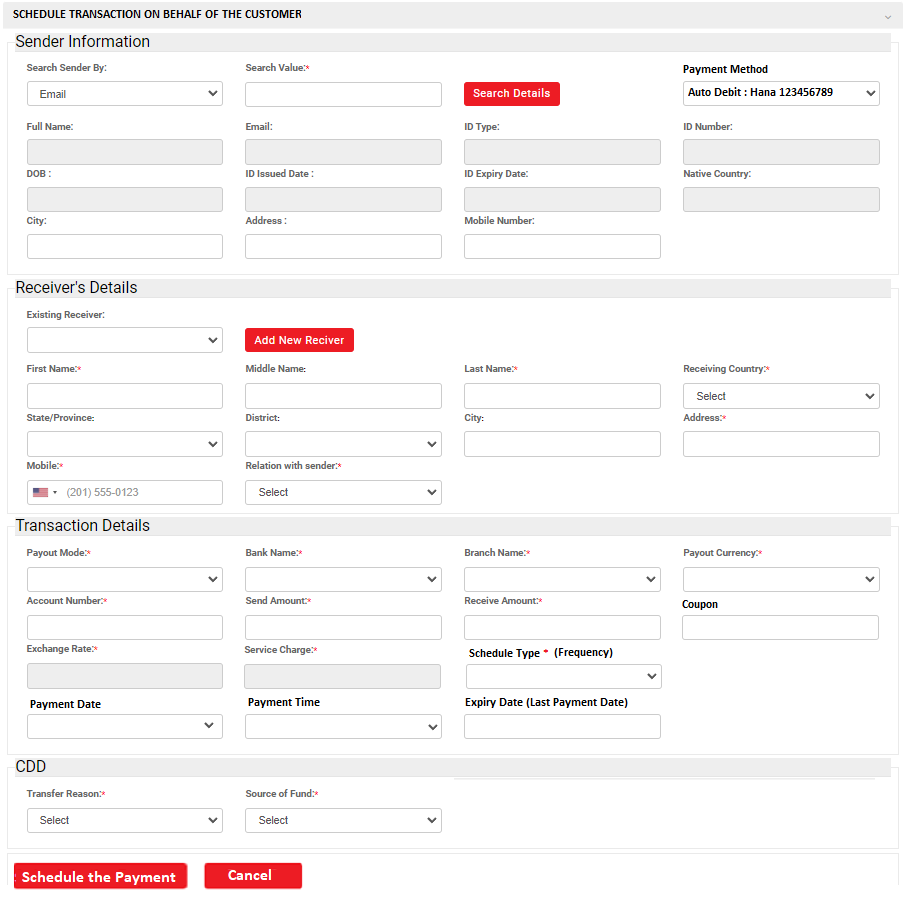 SCHEDULE TRANSACTION ON BEHALF OF THE CUSTOMER
Sender Information
Search Sender By: Search Value:* Payment Method
Email Search Details Auto Debit : Hana 123456789
Full Name: Email: ID Type: ID Number:
DOB : ID Issued Date : ID Expiry Date: Native Country:
City: Address : Mobile Number:
Receiver's Details
Existing Receiver:
Add New Reciver
First Name:* Middle Name: Last Name:* Receiving Country:*
Select
State/Province: District: City: Address:*
Mobile:* Relation with sender:*
(201) 555-0123 Select
Transaction Details
Payout Mode:* Bank Name:* Branch Name:* Payout Currency:*
Account Number:* Send Amount:* Receive Amount:* Coupon
Exchange Rate:* Service Charge:* Schedule Type * (Frequency)
Payment Date Payment Time Expiry Date (Last Payment Date)
CDD
Transfer Reason:* Source of Fund:*
Select Select
Schedule the Payment Cancel